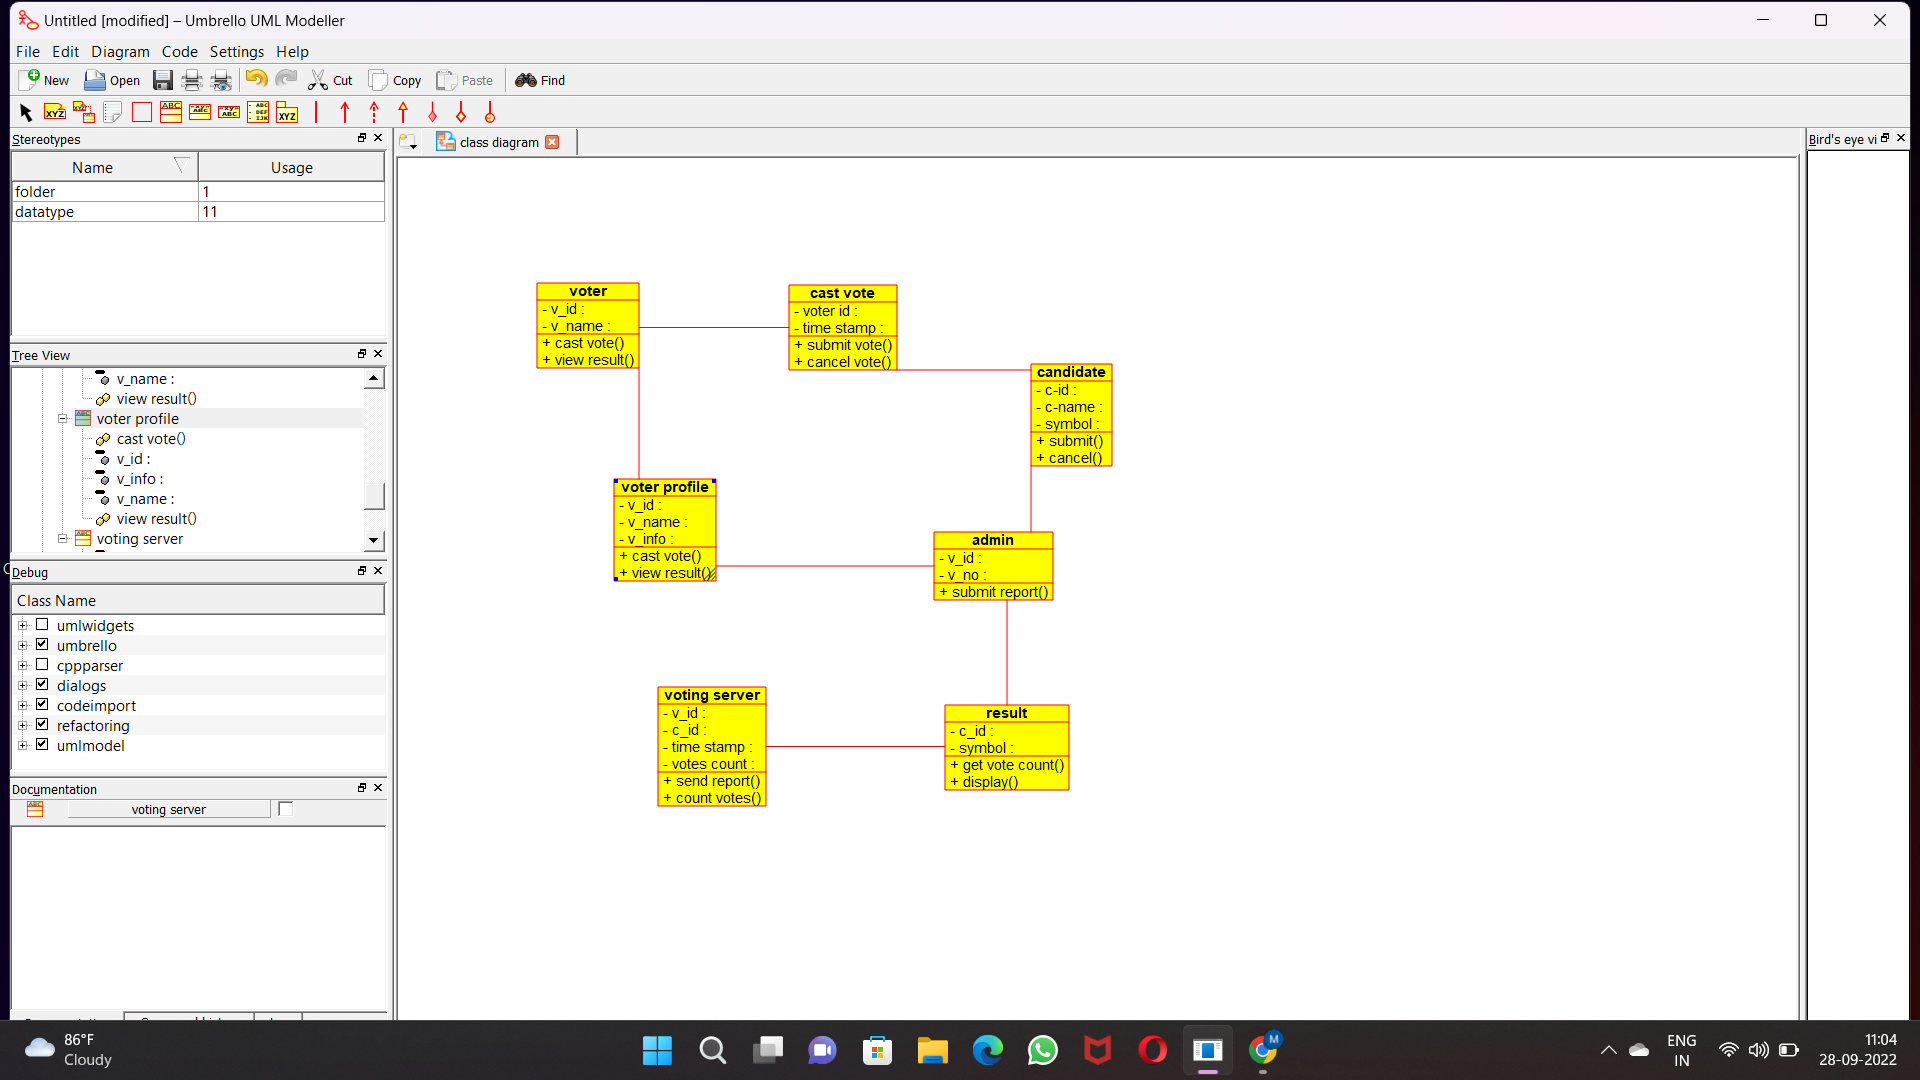 Untitled [modified] – Umbrello UML Modeller
File Edit Diagram Code Settings Help
New Open Cut Copy Paste Find
Stereotypes
Name Usage
folder 1
datatype 11
Tree View
v_name :
view result()
voter profile
cast vote()
v_id :
v_info :
v_name :
view result()
voting server
Debug
Class Name
umlwidgets
umbrello
cppparser
dialogs
codeimport
refactoring
umlmodel
Documentation
voting server
class diagram
Bird's eye vi
voter
- v_id :
- v_name :
+ cast vote()
+ view result()
cast vote
- voter id :
- time stamp :
+ submit vote()
+ cancel vote()
candidate
- c-id :
- c-name :
- symbol :
+ submit()
+ cancel()
voter profile
- v_id :
- v_name :
- v_info :
+ cast vote()
+ view result()
admin
- v_id :
- v_no :
+ submit report()
voting server
- v_id :
- c_id :
- time stamp :
- votes count :
+ send report()
+ count votes()
result
- c_id :
- symbol :
+ get vote count()
+ display()
86°F
Cloudy
M
ENG
IN
11:04
28-09-2022